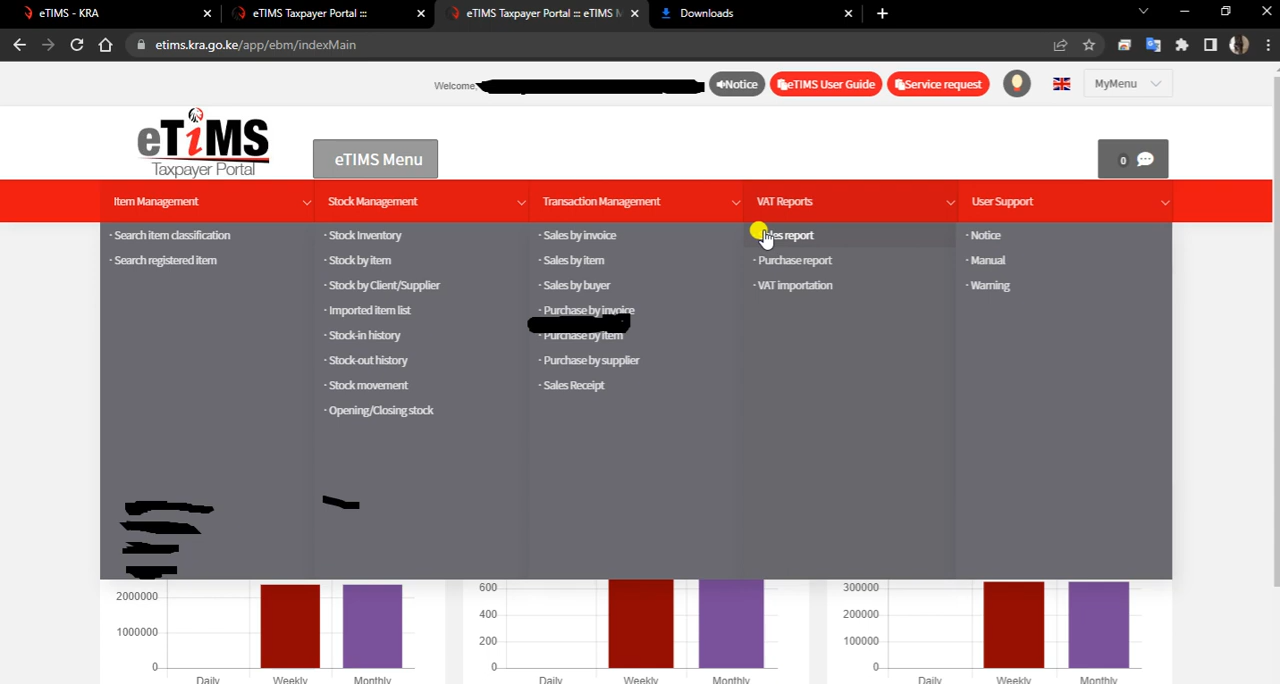 eTIMS - KRA
eTIMS Taxpayer Portal :::
eTIMS Taxpayer Portal ::: eTIMS M
Downloads
etims.kra.go.ke/app/ebm/indexMain
Welcome,
Notice
eTIMS User Guide
Service request
MyMenu
eTIMS
Taxpayer Portal
eTIMS Menu
0
Item Management
Stock Management
Transaction Management
VAT Reports
User Support
- Search item classification
- Search registered item
- Stock Inventory
- Stock by item
- Stock by Client/Supplier
- Imported item list
- Stock-in history
- Stock-out history
- Stock movement
- Opening/Closing stock
- Sales by invoice
- Sales by item
- Sales by buyer
- Purchase by invoice
- Purchase by item
- Purchase by supplier
- Sales Receipt
report
- Purchase report
- VAT importation
- Notice
- Manual
- Warning
2000000
1000000
0
Daily Weekly Monthly
600
400
200
0
Daily Weekly Monthly
300000
200000
100000
0
Daily Weekly Monthly